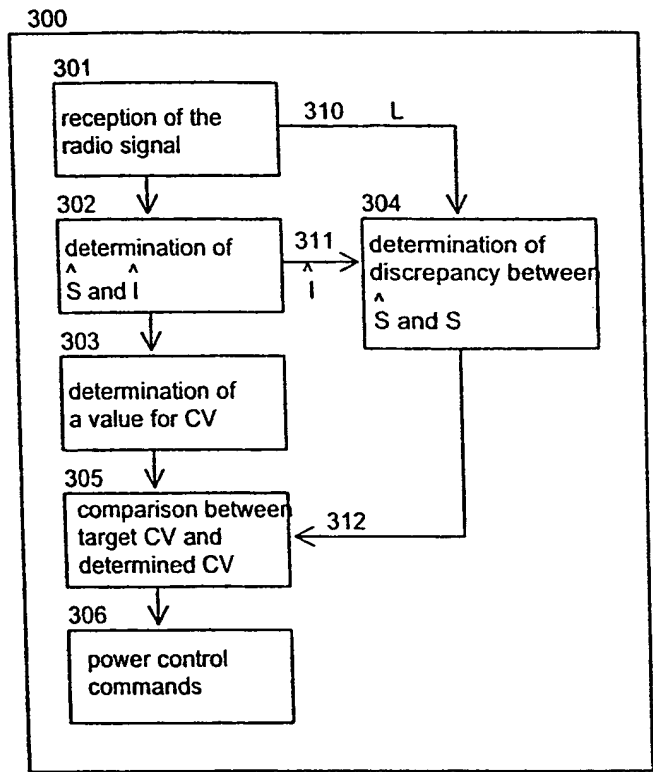 300
301
reception of the
radio signal
310 L
302
determination of
Ŝ and Î
311
Î
304
determination of
discrepancy between
Ŝ and S
303
determination of
a value for CV
305
comparison between
target CV and
determined CV
312
306
power control
commands